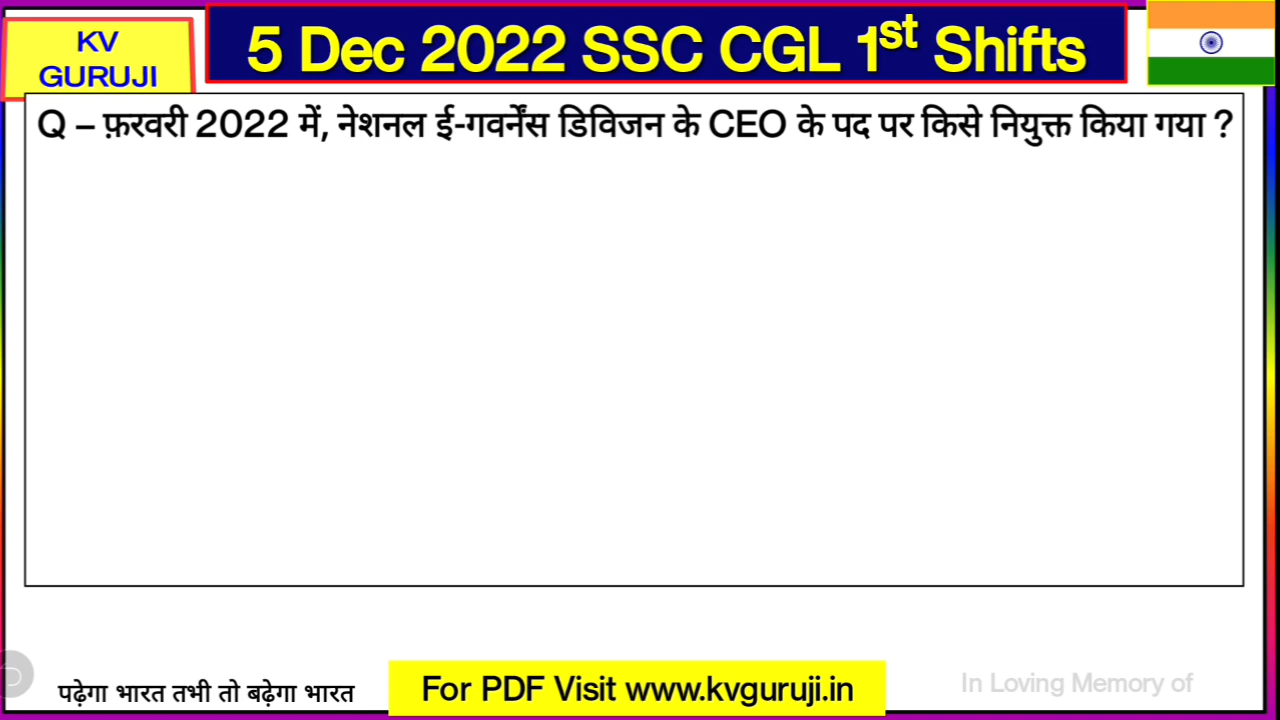 KV
GURUJI
5 Dec 2022 SSC CGL 1st Shifts
Q – फ़रवरी 2022 में, नेशनल ई-गवर्नेंस डिविजन के CEO के पद पर किसे नियुक्त किया गया ?
पढ़ेगा भारत तभी तो बढ़ेगा भारत
For PDF Visit www.kvguruji.in
In Loving Memory of